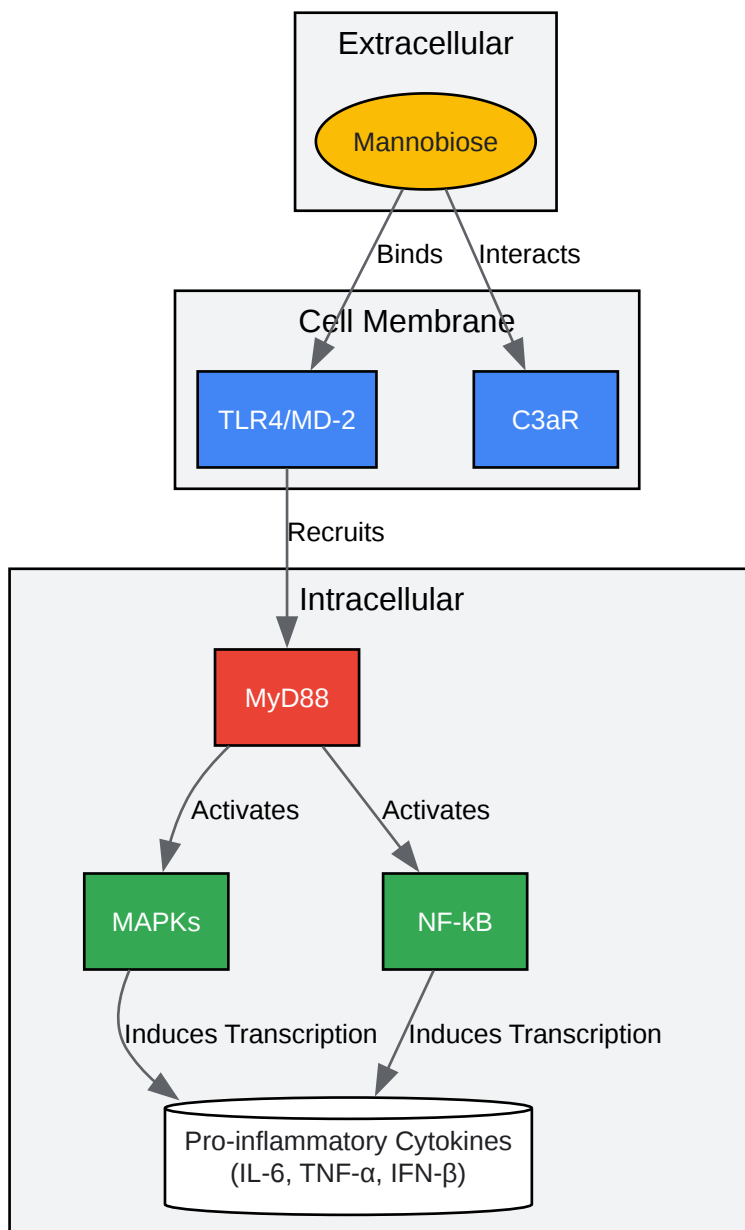 Extracellular
Mannobiose
Binds
Interacts
Cell Membrane
TLR4/MD-2
C3aR
Recruits
Intracellular
MyD88
Activates
Activates
MAPKs
NF-kB
Induces Transcription
Induces Transcription
Pro-inflammatory Cytokines
(IL-6, TNF-α, IFN-β)